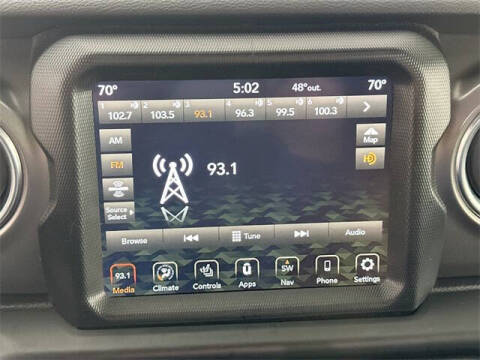 70° 5:02 48° out. 70°
1 2 3 4 5 6
102.7 103.5 93.1 96.3 99.5 100.3
AM
Map
FM
HD
93.1
Source
Select
Browse Tune Audio
93.1 SW
Media Climate Controls Apps Nav Phone Settings